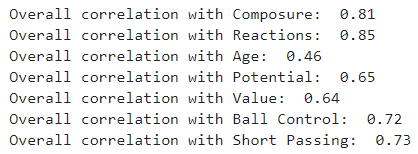 Overall correlation with Composure:  0.81
Overall correlation with Reactions:  0.85
Overall correlation with Age:  0.46
Overall correlation with Potential:  0.65
Overall correlation with Value:  0.64
Overall correlation with Ball Control:  0.72
Overall correlation with Short Passing:  0.73